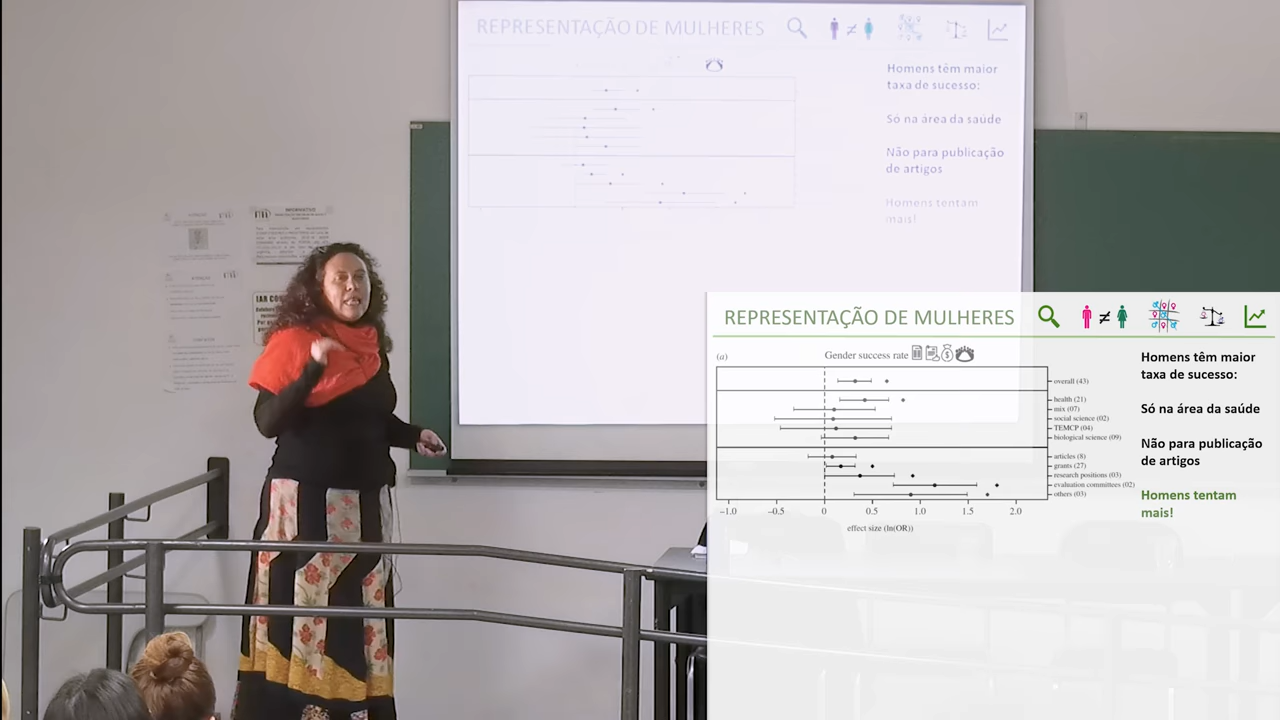 REPRESENTAÇÃO DE MULHERES
≠
Homens têm maior
taxa de sucesso:
Só na área da saúde
Não para publicação
de artigos
Homens tentam
mais!
REPRESENTAÇÃO DE MULHERES
≠
(a)
Gender success rate
overall (43)
health (21)
mix (07)
social science (02)
TEMCP (04)
biological science (09)
articles (8)
grants (27)
research positions (03)
evaluation committees (02)
others (03)
-1.0 -0.5 0 0.5 1.0 1.5 2.0
effect size (ln(OR))
Homens têm maior
taxa de sucesso:
Só na área da saúde
Não para publicação
de artigos
Homens tentam
mais!